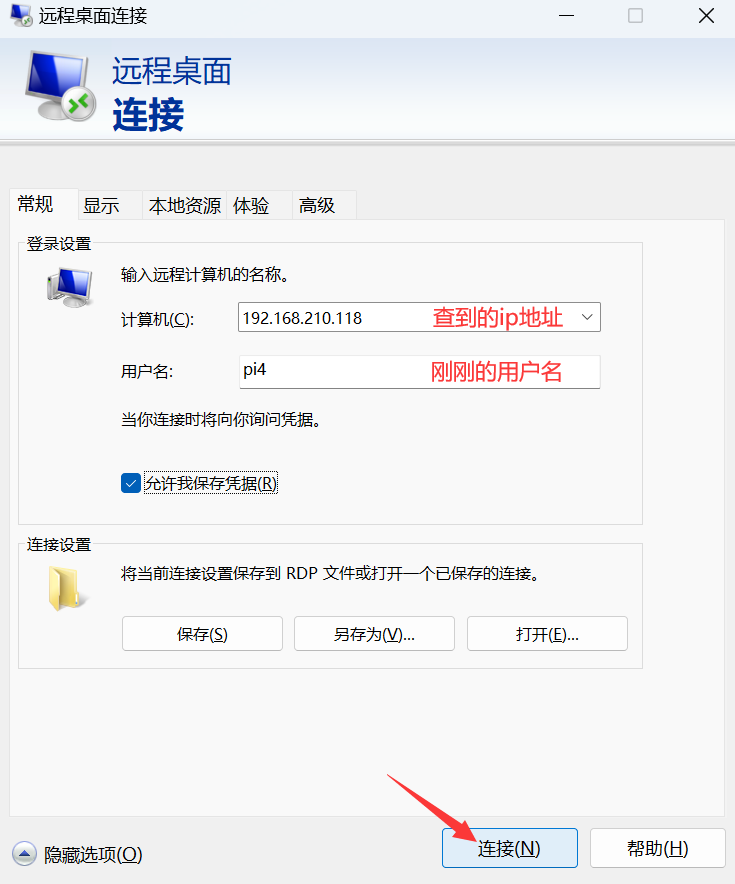 远程桌面连接
远程桌面
连接
常规 显示 本地资源 体验 高级
登录设置
输入远程计算机的名称。
计算机(C): 192.168.210.118 查到的ip地址
用户名: pi4 刚刚的用户名
当你连接时将向你询问凭据。
允许我保存凭据(R)
连接设置
将当前连接设置保存到 RDP 文件或打开一个已保存的连接。
保存(S) 另存为(V)... 打开(E)...
隐藏选项(O) 连接(N) 帮助(H)